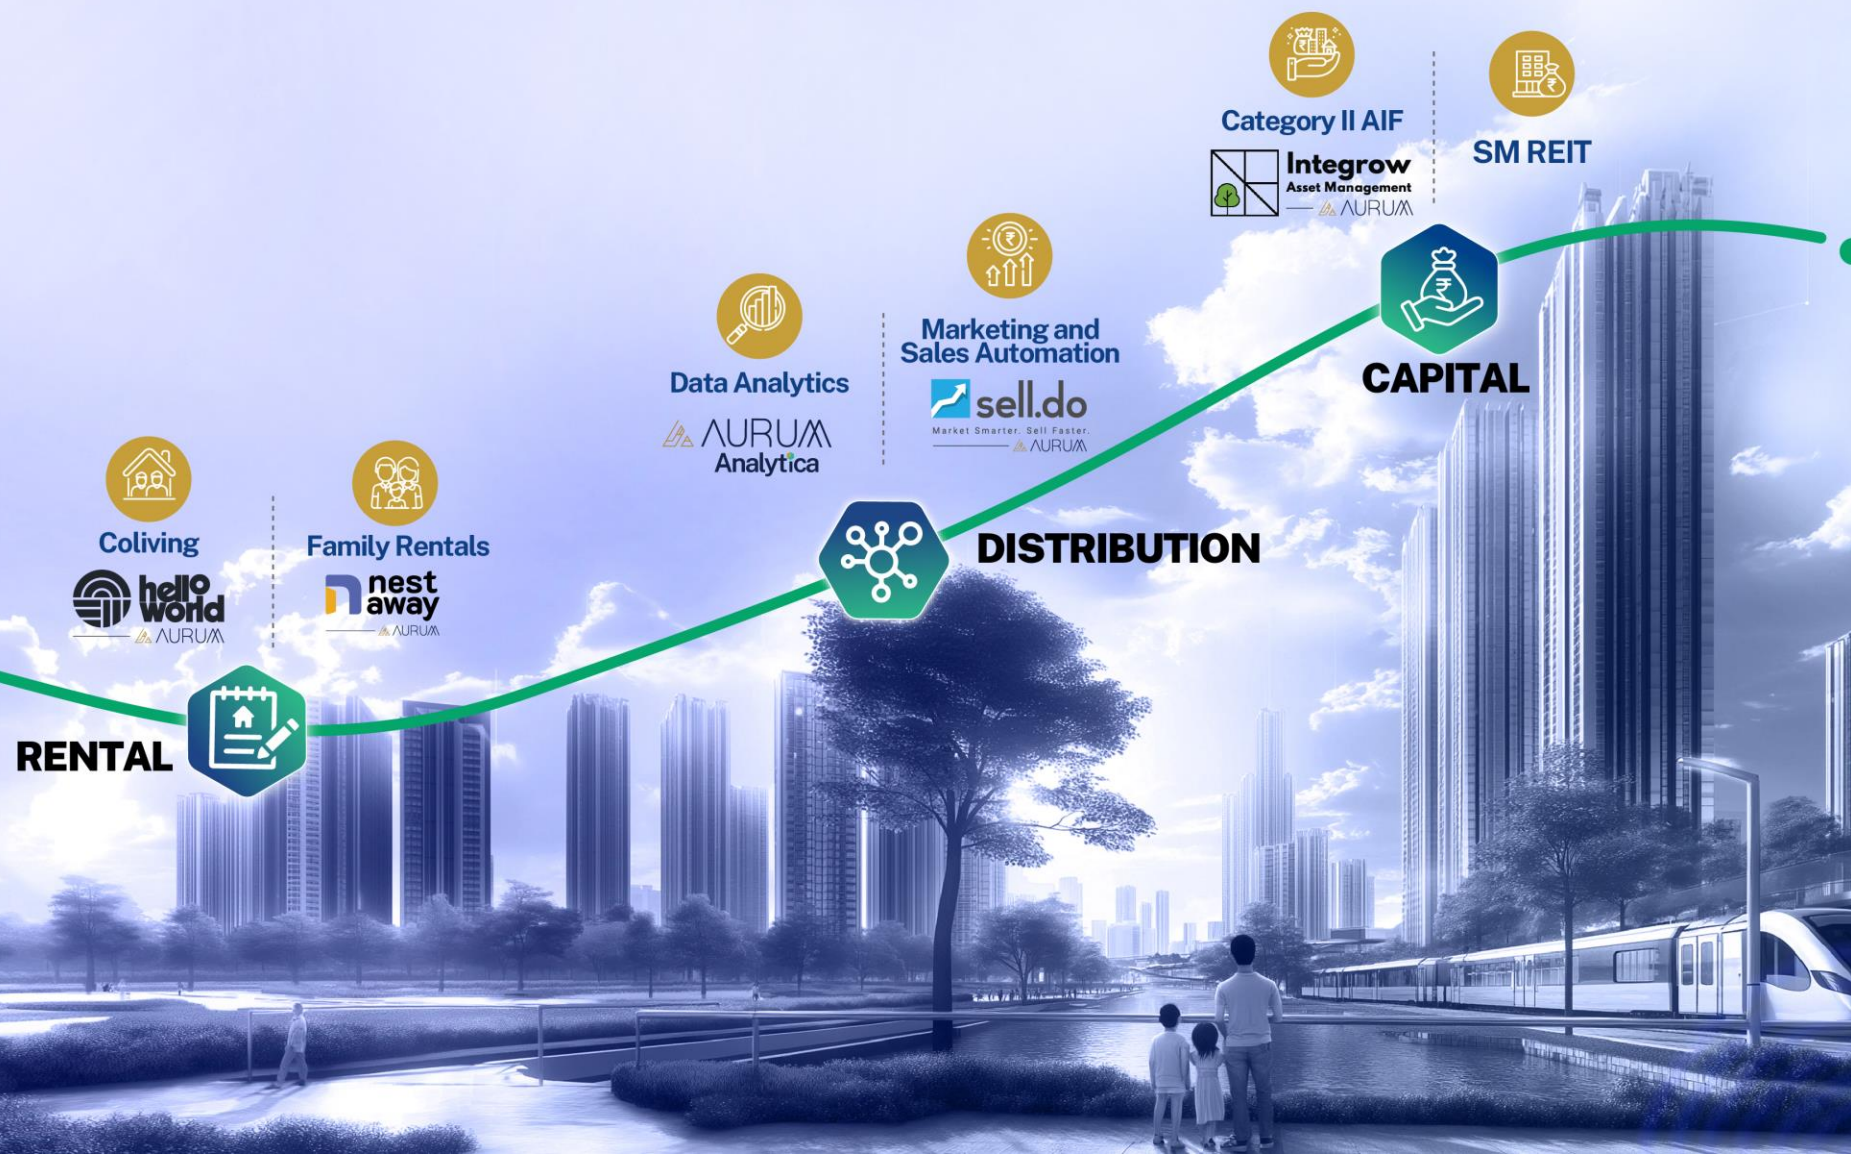 Coliving
hello
world
AURUM
Family Rentals
nest
away
AURUM
RENTAL
Data Analytics
AURUM
Analytica
Marketing and
Sales Automation
sell.do
Market Smarter. Sell Faster.
AURUM
DISTRIBUTION
Category II AIF
Integrow
Asset Management
AURUM
SM REIT
CAPITAL